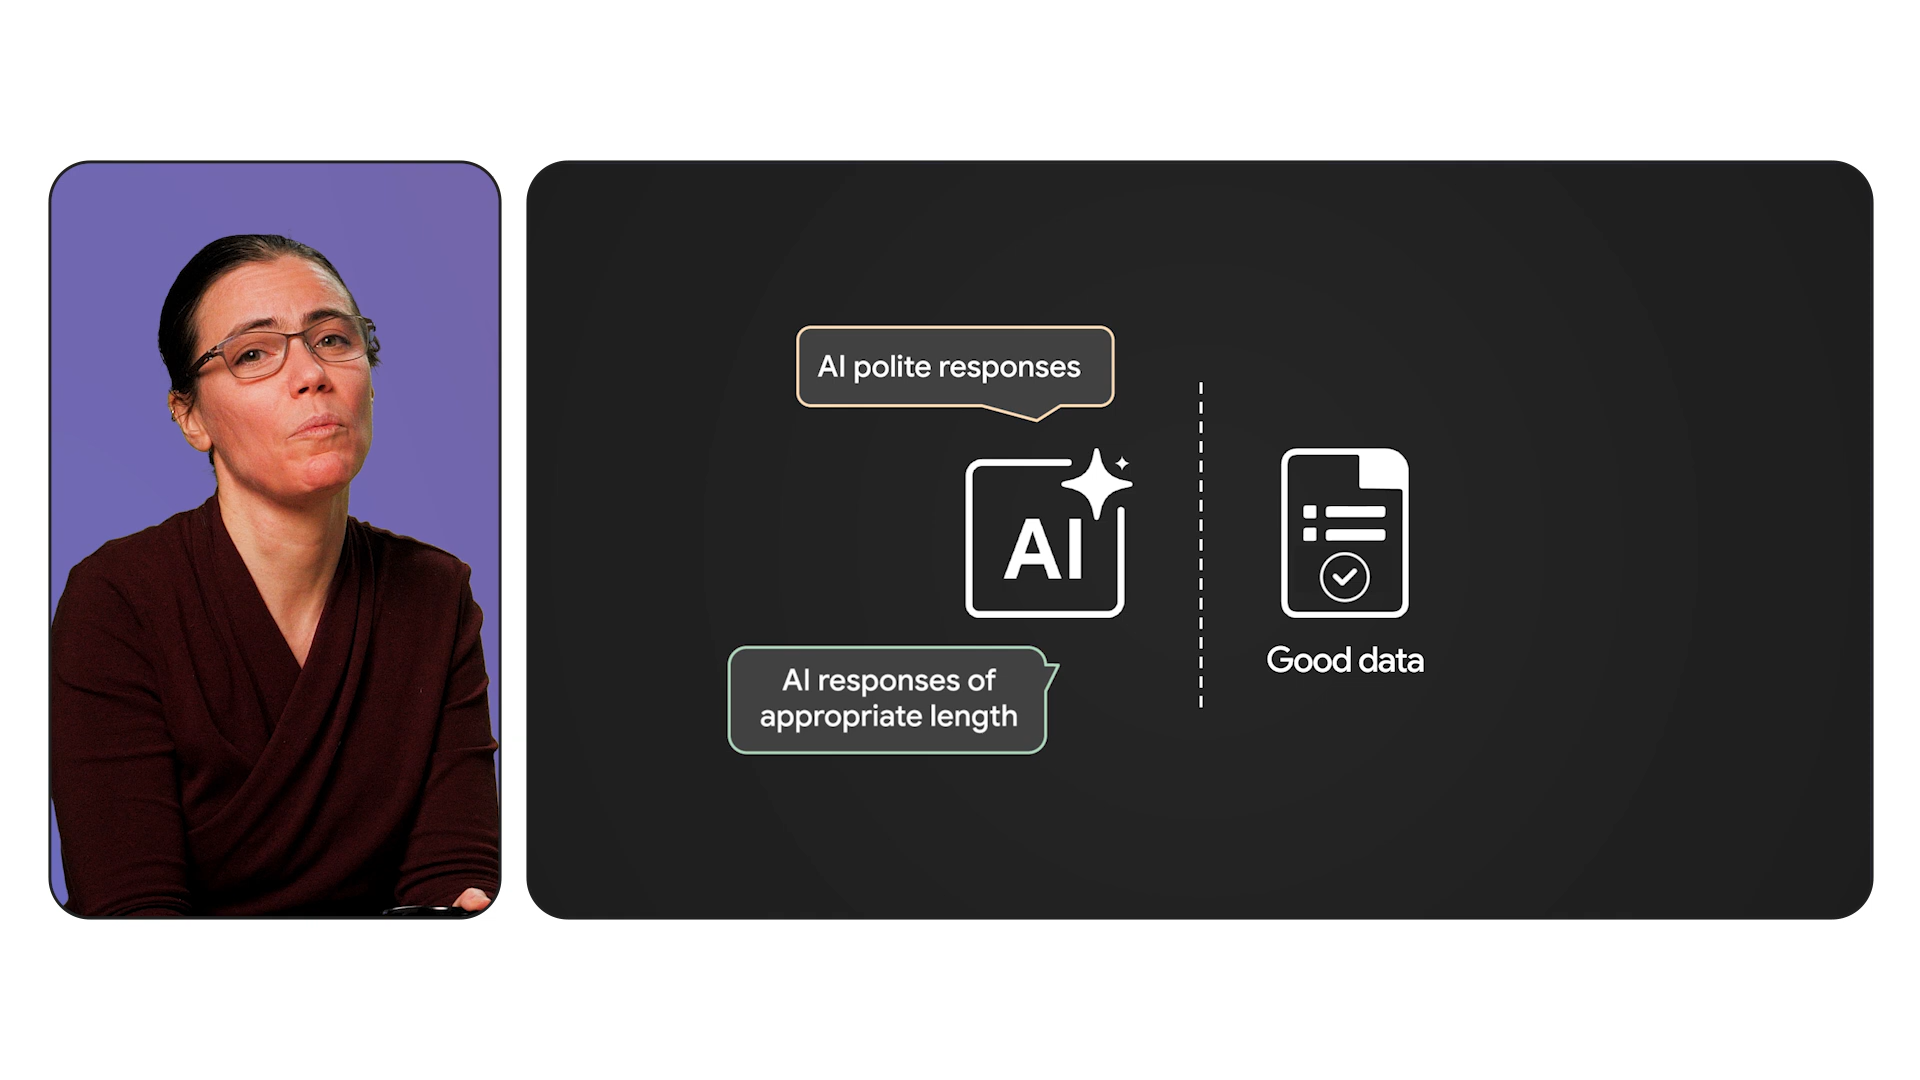 AI polite responses
AI
AI responses of
appropriate length
Good data